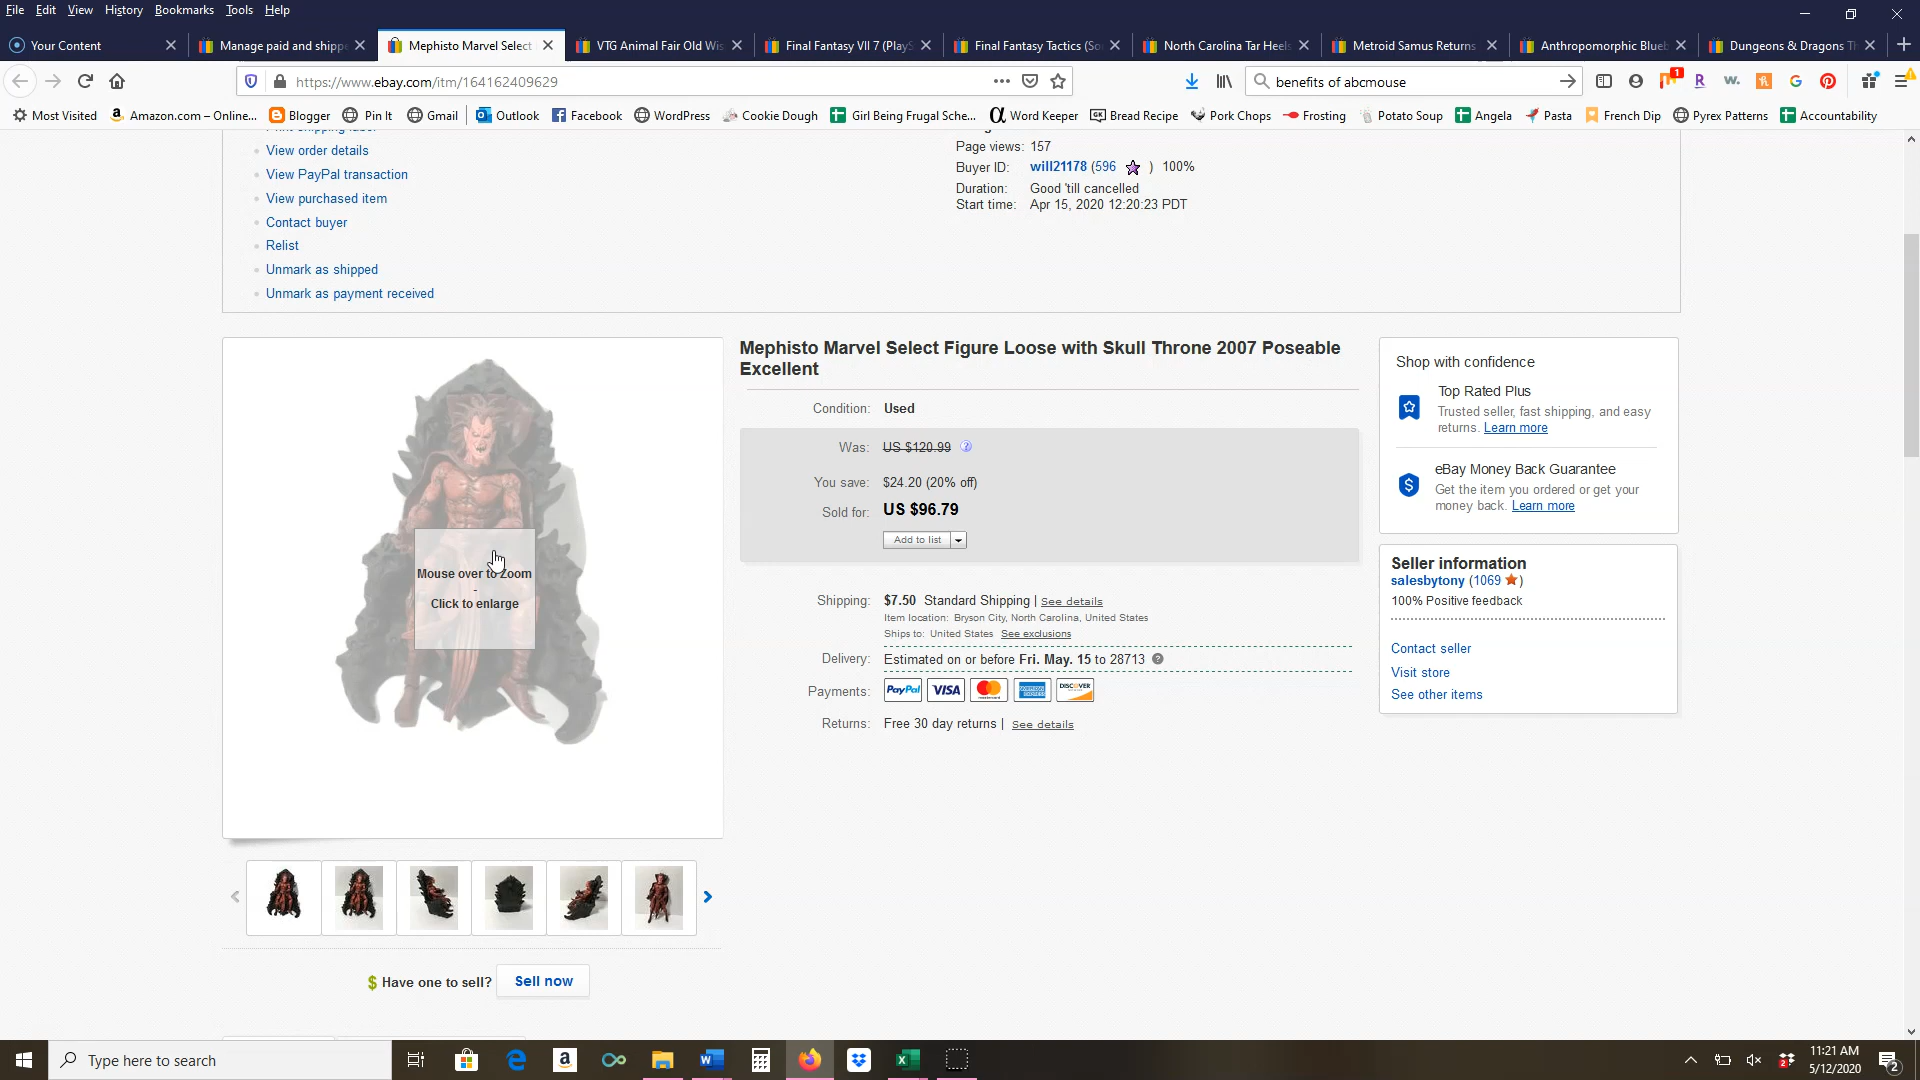 File Edit View History Bookmarks Tools Help
Your Content
Manage paid and shippe
Mephisto Marvel Select
VTG Animal Fair Old Wis
Final Fantasy VII 7 (PlayS
Final Fantasy Tactics (So
North Carolina Tar Heels
Metroid Samus Returns
Anthropomorphic Blueb
Dungeons & Dragons Th
https://www.ebay.com/itm/164162409629
benefits of abcmouse
1
Most Visited Amazon.com – Online... Blogger Pin It Gmail Outlook Facebook WordPress Cookie Dough Girl Being Frugal Sche... Word Keeper Bread Recipe Pork Chops Frosting Potato Soup Angela Pasta French Dip Pyrex Patterns Accountability
View order details
View PayPal transaction
View purchased item
Contact buyer
Relist
Unmark as shipped
Unmark as payment received
Page views: 157
Buyer ID: will21178 (596 ) 100%
Duration: Good 'till cancelled
Start time: Apr 15, 2020 12:20:23 PDT
Mouse over to Zoom
-
Click to enlarge
Mephisto Marvel Select Figure Loose with Skull Throne 2007 Poseable
Excellent
Condition: Used
Was: US $120.99
You save: $24.20 (20% off)
Sold for: US $96.79
Add to list
Shipping: $7.50 Standard Shipping | See details
Item location: Bryson City, North Carolina, United States
Ships to: United States See exclusions
Delivery: Estimated on or before Fri. May. 15 to 28713
Payments: PayPal VISA MasterCard AMERICAN EXPRESS DISCOVER
Returns: Free 30 day returns | See details
Shop with confidence
Top Rated Plus
Trusted seller, fast shipping, and easy
returns. Learn more
eBay Money Back Guarantee
Get the item you ordered or get your
money back. Learn more
Seller information
salesbytony (1069 )
100% Positive feedback
Contact seller
Visit store
See other items
$ Have one to sell? Sell now
Type here to search
11:21 AM
5/12/2020
2